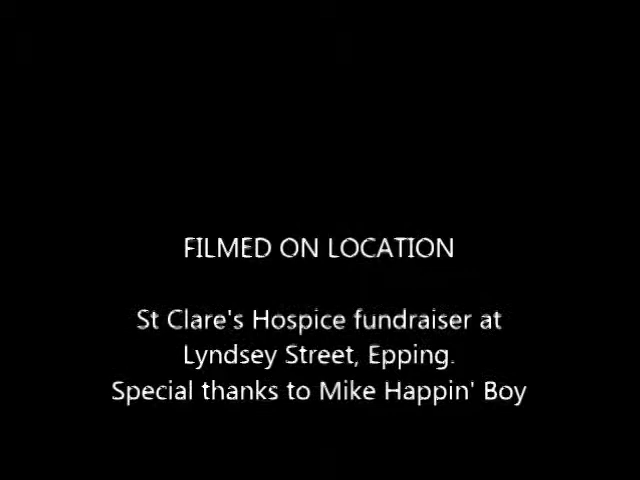 FILMED ON LOCATION
St Clare's Hospice fundraiser at
Lyndsey Street, Epping.
Special thanks to Mike Happin' Boy